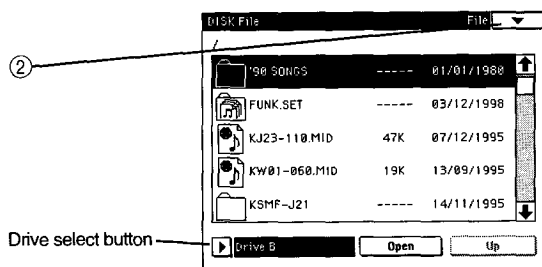 DISK File File
②
'90 SONGS ----- 01/01/1980
FUNK.SET ----- 03/12/1998
KJ23-110.MID 47K 07/12/1995
KW01-060.MID 19K 13/09/1995
KSMF-J21 ----- 14/11/1995
Drive select button Drive B Open Up